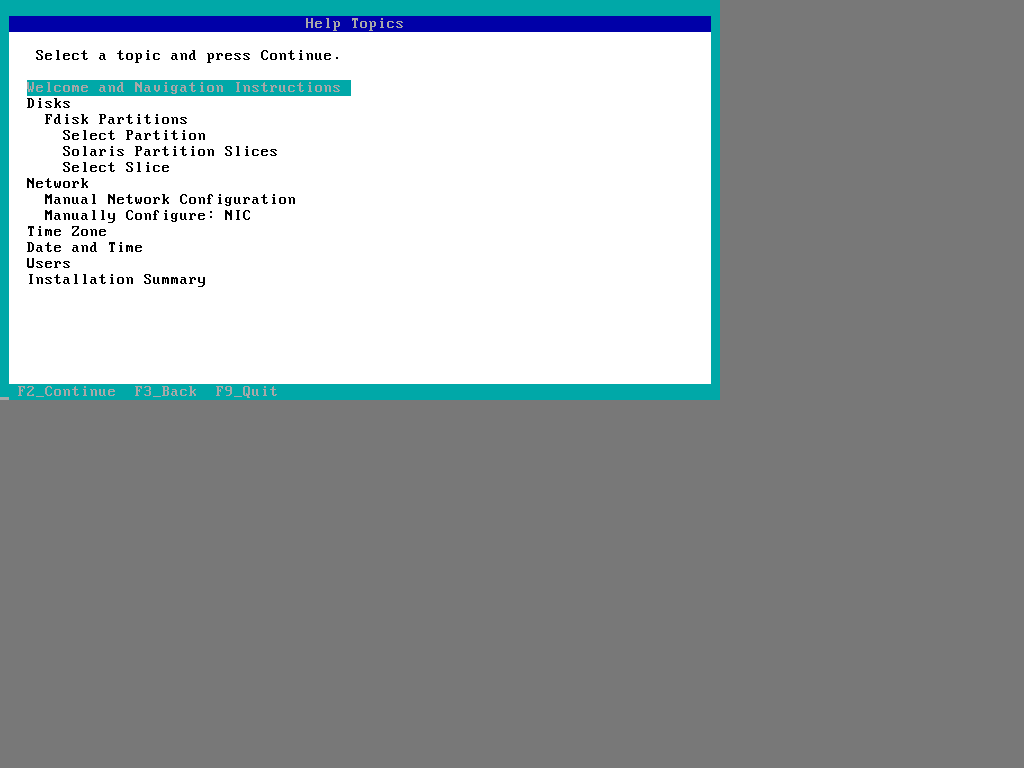 Help Topics
Select a topic and press Continue.
Welcome and Navigation Instructions
Disks
Fdisk Partitions
Select Partition
Solaris Partition Slices
Select Slice
Network
Manual Network Configuration
Manually Configure: NIC
Time Zone
Date and Time
Users
Installation Summary
F2_Continue F3_Back F9_Quit